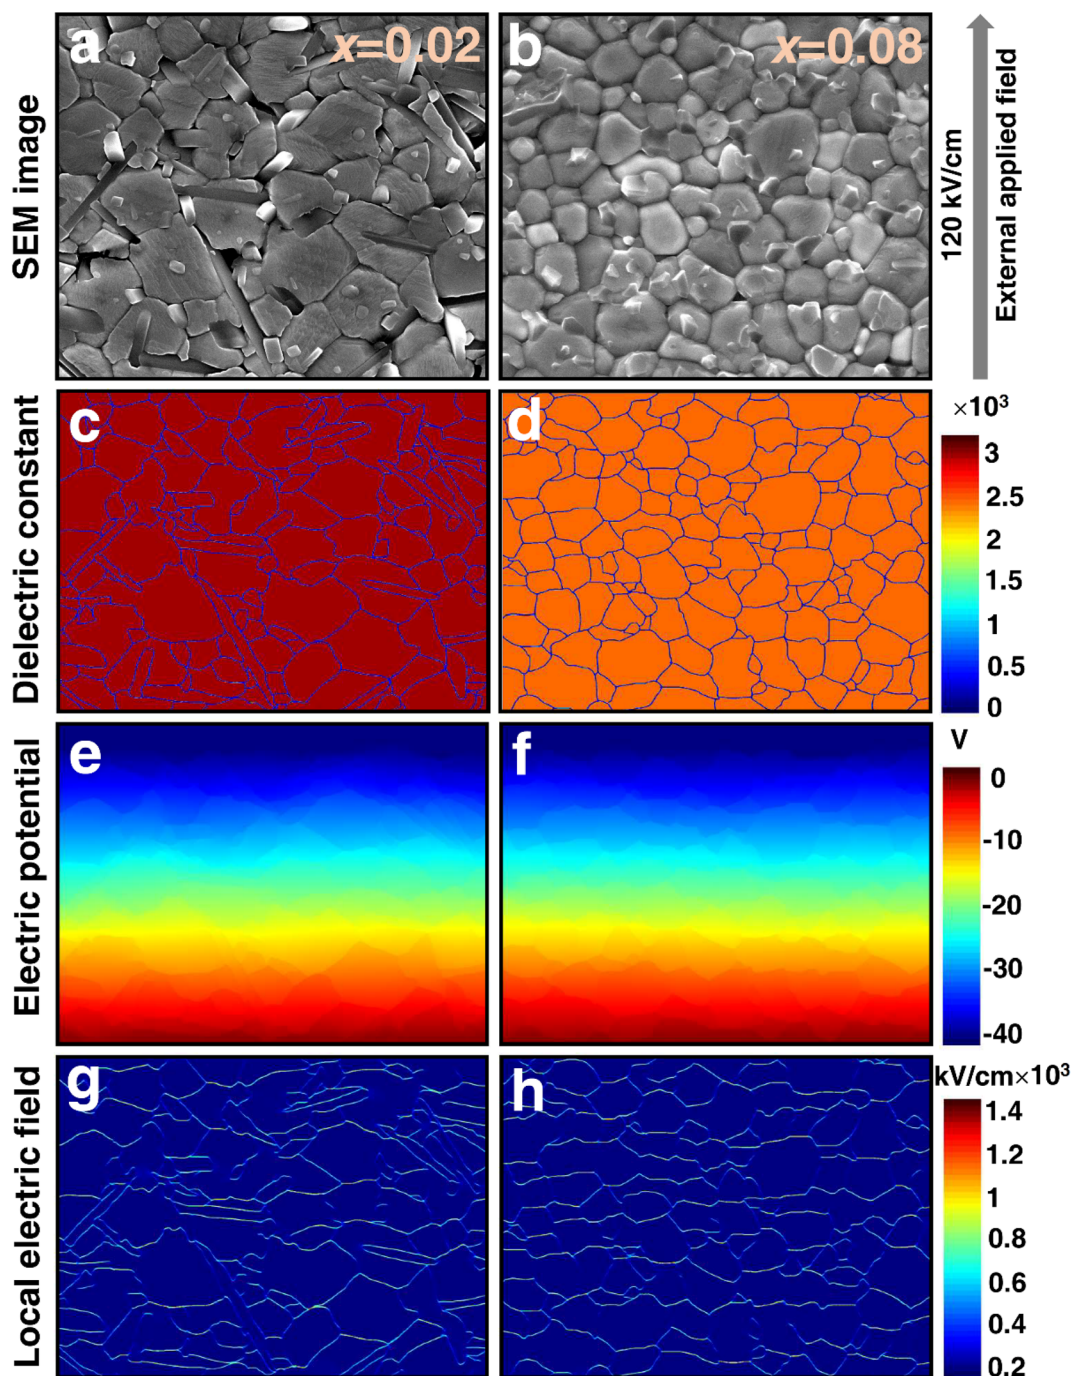 SEM image
a
x=0.02
b
x=0.08
120 kV/cm
External applied field
Dielectric constant
c
d
×10³
3
2.5
2
1.5
1
0.5
0
Electric potential
e
f
V
0
-10
-20
-30
-40
Local electric field
g
h
kV/cm×10³
1.4
1.2
1
0.8
0.6
0.4
0.2